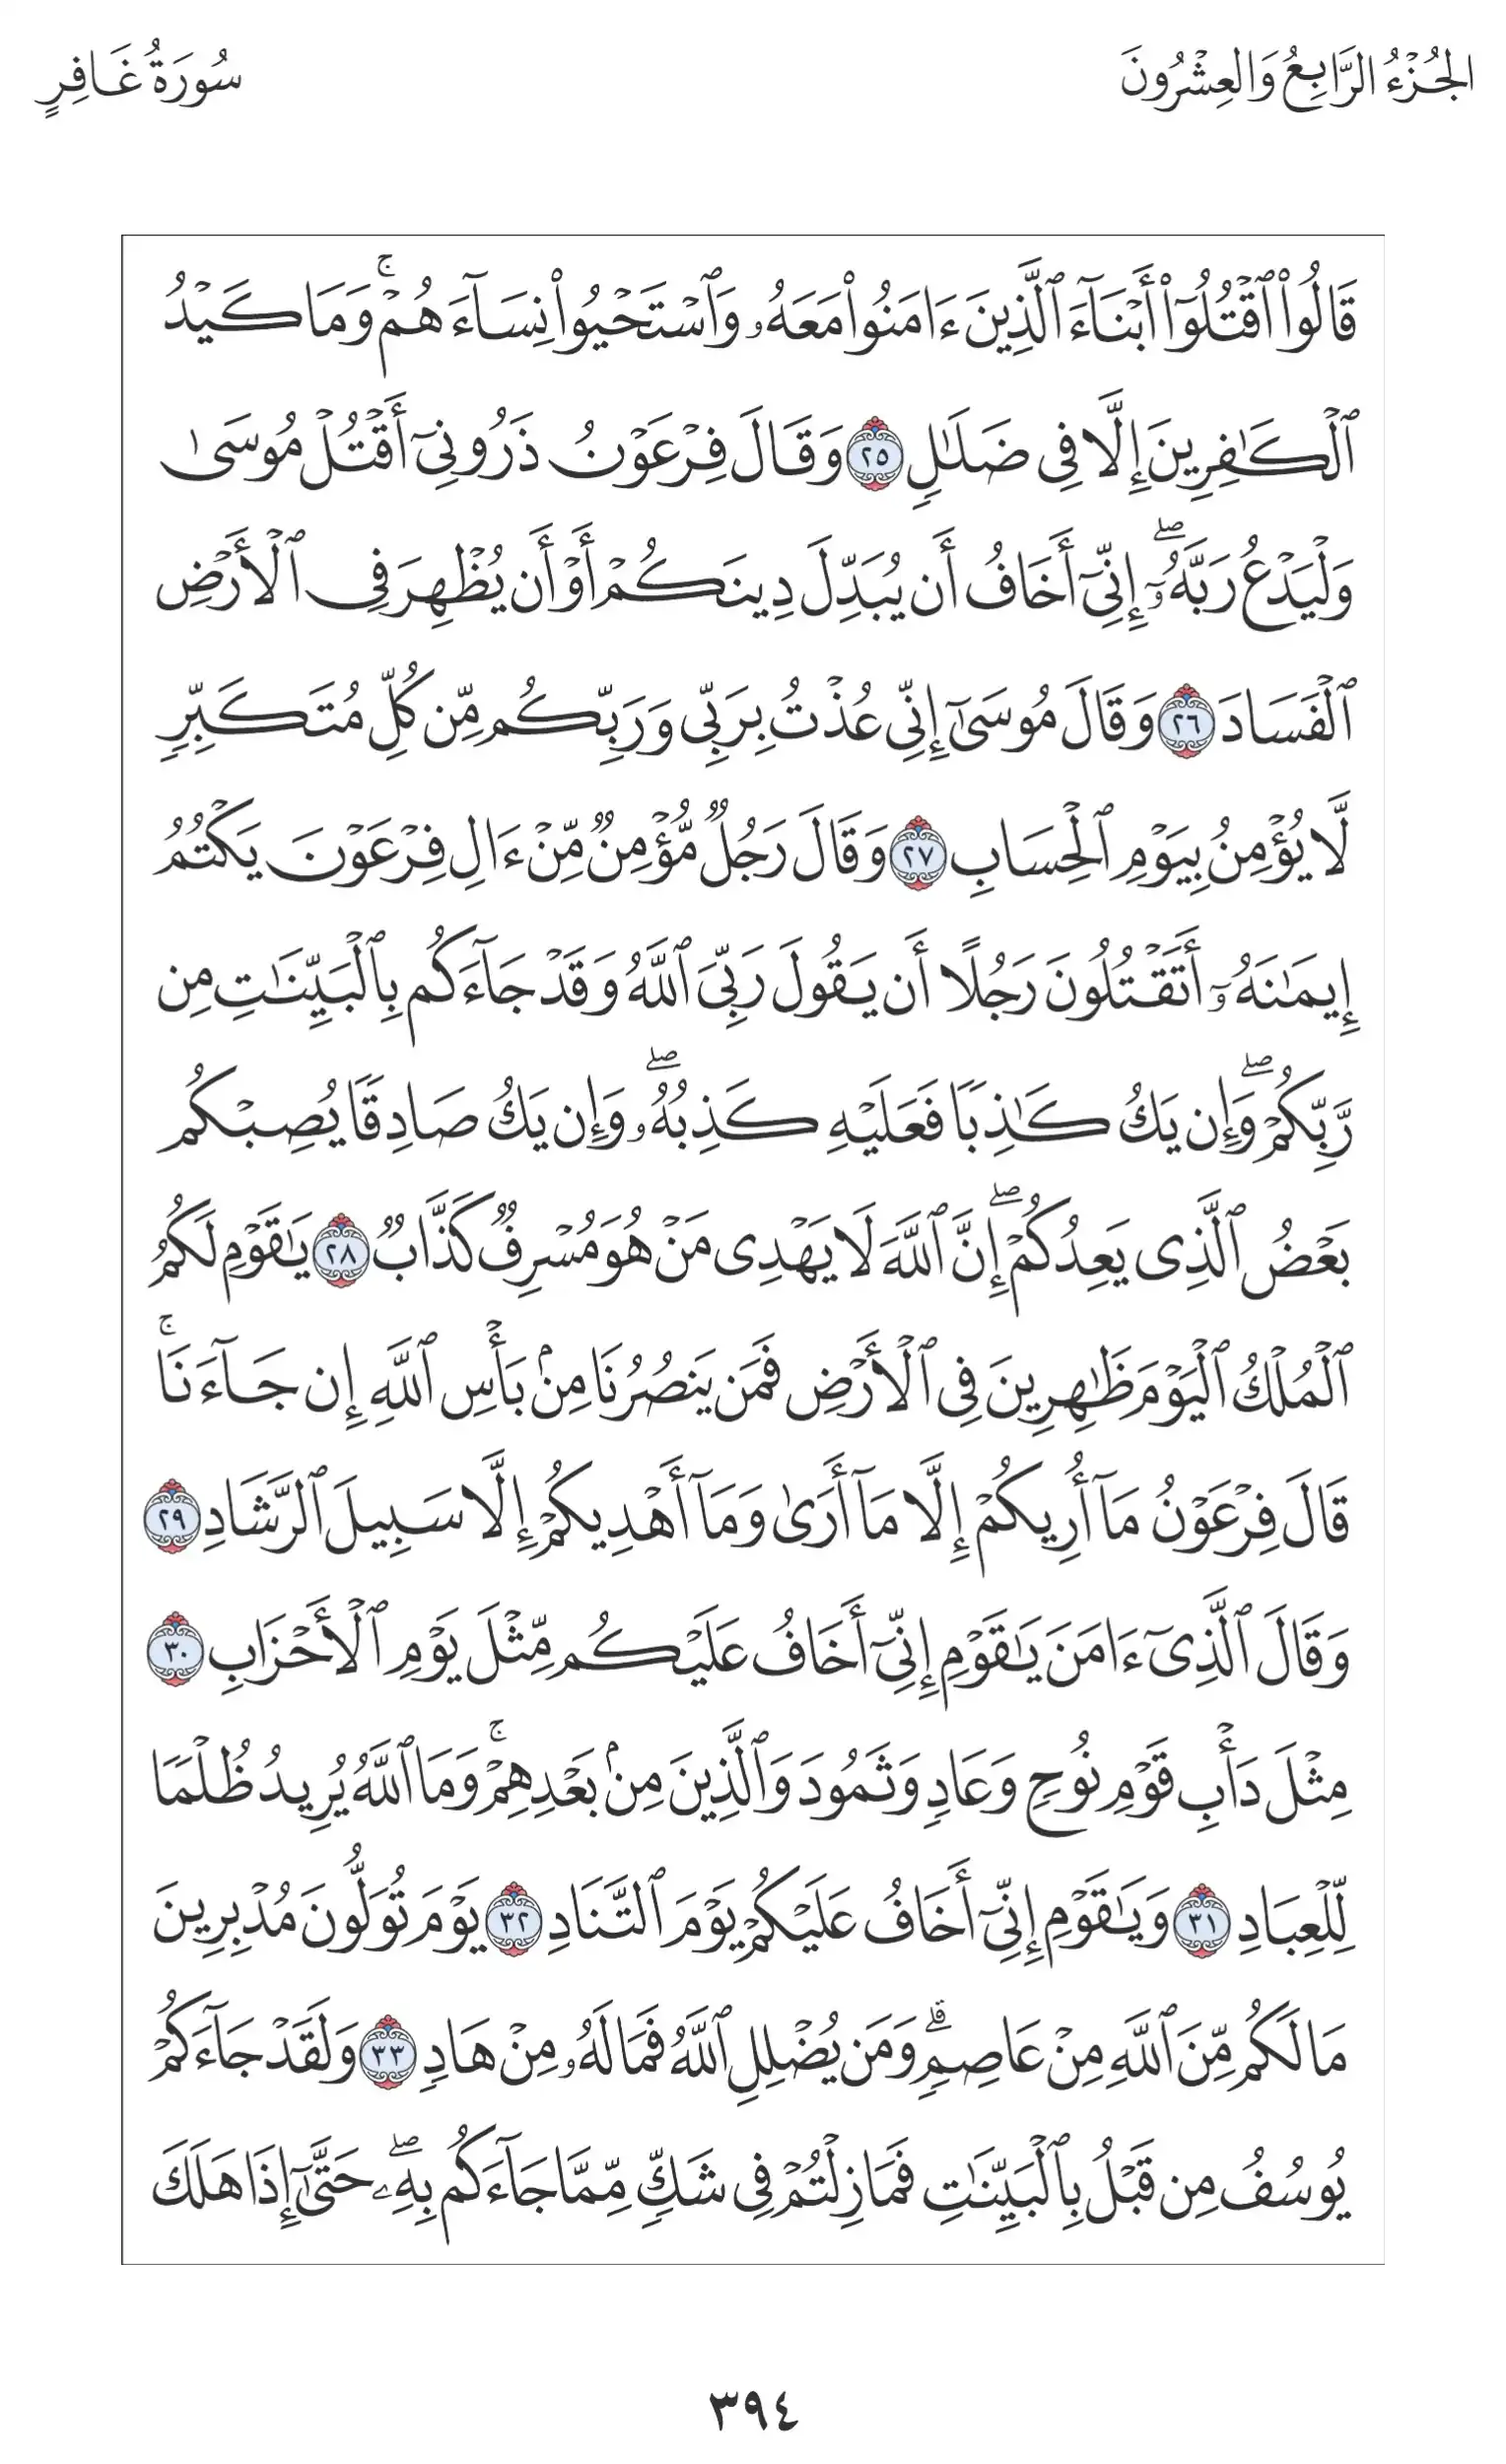 الجُزْءُ الرَّابِعُ وَالعِشْرُونَ
سُورَةُ غَافِرٍ
قَالُوا۟ ٱقْتُلُوٓا۟ أَبْنَآءَ ٱلَّذِينَ ءَامَنُوا۟ مَعَهُۥ وَٱسْتَحْيُوا۟ نِسَآءَهُمْ ۚ وَمَا كَيْدُ
ٱلْكَـٰفِرِينَ إِلَّا فِى ضَلَـٰلٍ ٢٥ وَقَالَ فِرْعَوْنُ ذَرُونِىٓ أَقْتُلْ مُوسَىٰ
وَلْيَدْعُ رَبَّهُۥٓ ۖ إِنِّىٓ أَخَافُ أَن يُبَدِّلَ دِينَكُمْ أَوْ أَن يُظْهِرَ فِى ٱلْأَرْضِ
ٱلْفَسَادَ ٢٦ وَقَالَ مُوسَىٰٓ إِنِّى عُذْتُ بِرَبِّى وَرَبِّكُم مِّن كُلِّ مُتَكَبِّرٍ
لَّا يُؤْمِنُ بِيَوْمِ ٱلْحِسَابِ ٢٧ وَقَالَ رَجُلٌ مُّؤْمِنٌ مِّنْ ءَالِ فِرْعَوْنَ يَكْتُمُ
إِيمَـٰنَهُۥٓ أَتَقْتُلُونَ رَجُلًا أَن يَقُولَ رَبِّىَ ٱللَّهُ وَقَدْ جَآءَكُم بِٱلْبَيِّنَـٰتِ مِن
رَّبِّكُمْ ۖ وَإِن يَكُ كَـٰذِبًا فَعَلَيْهِ كَذِبُهُۥ ۖ وَإِن يَكُ صَادِقًا يُصِبْكُم
بَعْضُ ٱلَّذِى يَعِدُكُمْ ۖ إِنَّ ٱللَّهَ لَا يَهْدِى مَنْ هُوَ مُسْرِفٌ كَذَّابٌ ٢٨ يَـٰقَوْمِ لَكُمُ
ٱلْمُلْكُ ٱلْيَوْمَ ظَـٰهِرِينَ فِى ٱلْأَرْضِ فَمَن يَنصُرُنَا مِنۢ بَأْسِ ٱللَّهِ إِن جَآءَنَا ۚ
قَالَ فِرْعَوْنُ مَآ أُرِيكُمْ إِلَّا مَآ أَرَىٰ وَمَآ أَهْدِيكُمْ إِلَّا سَبِيلَ ٱلرَّشَادِ ٢٩
وَقَالَ ٱلَّذِىٓ ءَامَنَ يَـٰقَوْمِ إِنِّىٓ أَخَافُ عَلَيْكُم مِّثْلَ يَوْمِ ٱلْأَحْزَابِ ٣٠
مِثْلَ دَأْبِ قَوْمِ نُوحٍ وَعَادٍ وَثَمُودَ وَٱلَّذِينَ مِنۢ بَعْدِهِمْ ۚ وَمَا ٱللَّهُ يُرِيدُ ظُلْمًا
لِّلْعِبَادِ ٣١ وَيَـٰقَوْمِ إِنِّىٓ أَخَافُ عَلَيْكُمْ يَوْمَ ٱلتَّنَادِ ٣٢ يَوْمَ تُوَلُّونَ مُدْبِرِينَ
مَا لَكُم مِّنَ ٱللَّهِ مِنْ عَاصِمٍ ۗ وَمَن يُضْلِلِ ٱللَّهُ فَمَا لَهُۥ مِنْ هَادٍ ٣٣ وَلَقَدْ جَآءَكُمْ
يُوسُفُ مِن قَبْلُ بِٱلْبَيِّنَـٰتِ فَمَا زِلْتُمْ فِى شَكٍّ مِّمَّا جَآءَكُم بِهِۦ ۖ حَتَّىٰٓ إِذَا هَلَكَ
٣٩٤